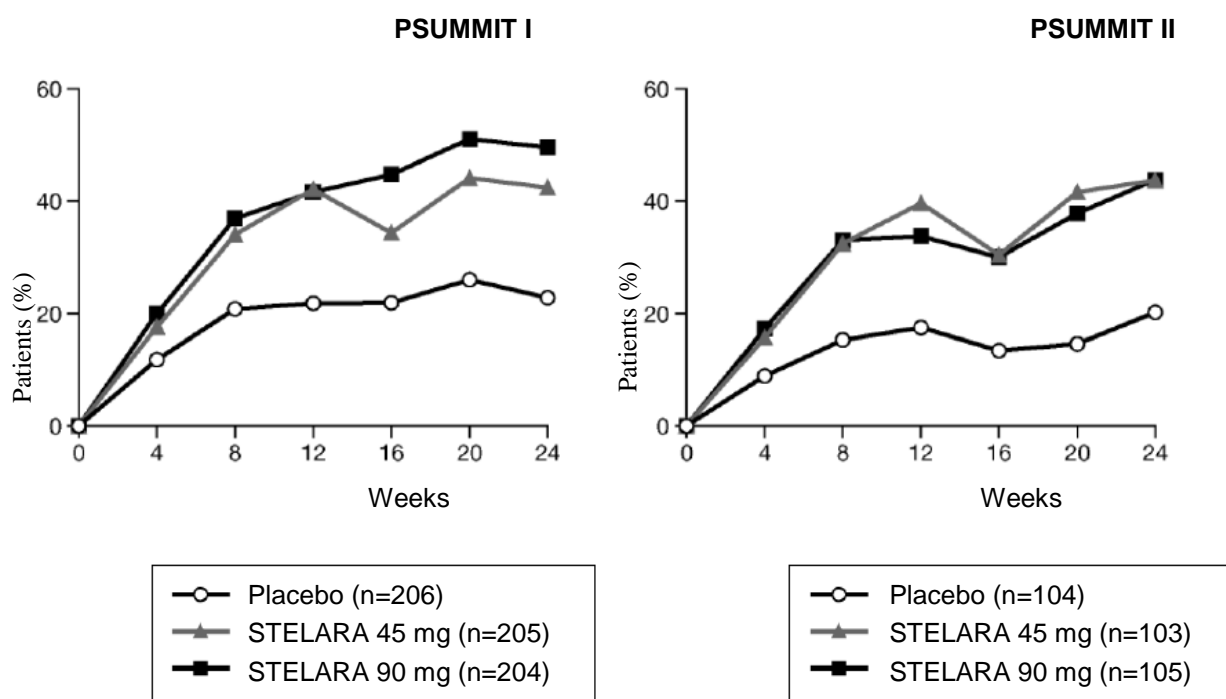 PSUMMIT I
60
40
20
0
Patients (%)
0 4 8 12 16 20 24
Weeks
Placebo (n=206)
STELARA 45 mg (n=205)
STELARA 90 mg (n=204)
PSUMMIT II
60
40
20
0
Patients (%)
0 4 8 12 16 20 24
Weeks
Placebo (n=104)
STELARA 45 mg (n=103)
STELARA 90 mg (n=105)